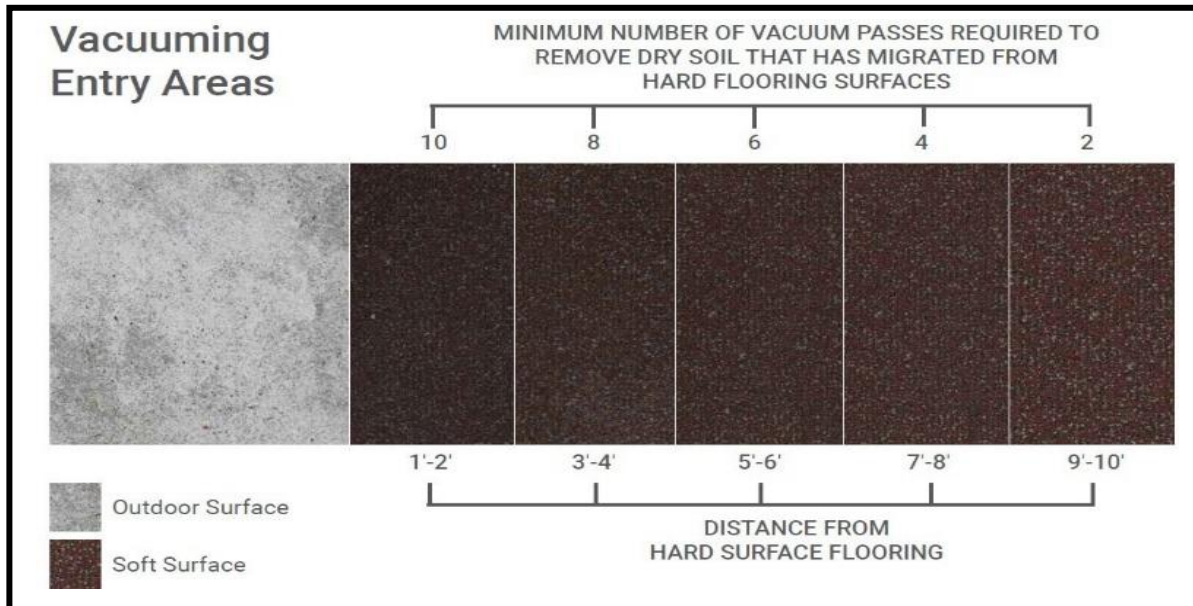 Vacuuming
Entry Areas
MINIMUM NUMBER OF VACUUM PASSES REQUIRED TO
REMOVE DRY SOIL THAT HAS MIGRATED FROM
HARD FLOORING SURFACES
10 8 6 4 2
1'-2' 3'-4' 5'-6' 7'-8' 9'-10'
DISTANCE FROM
HARD SURFACE FLOORING
Outdoor Surface
Soft Surface